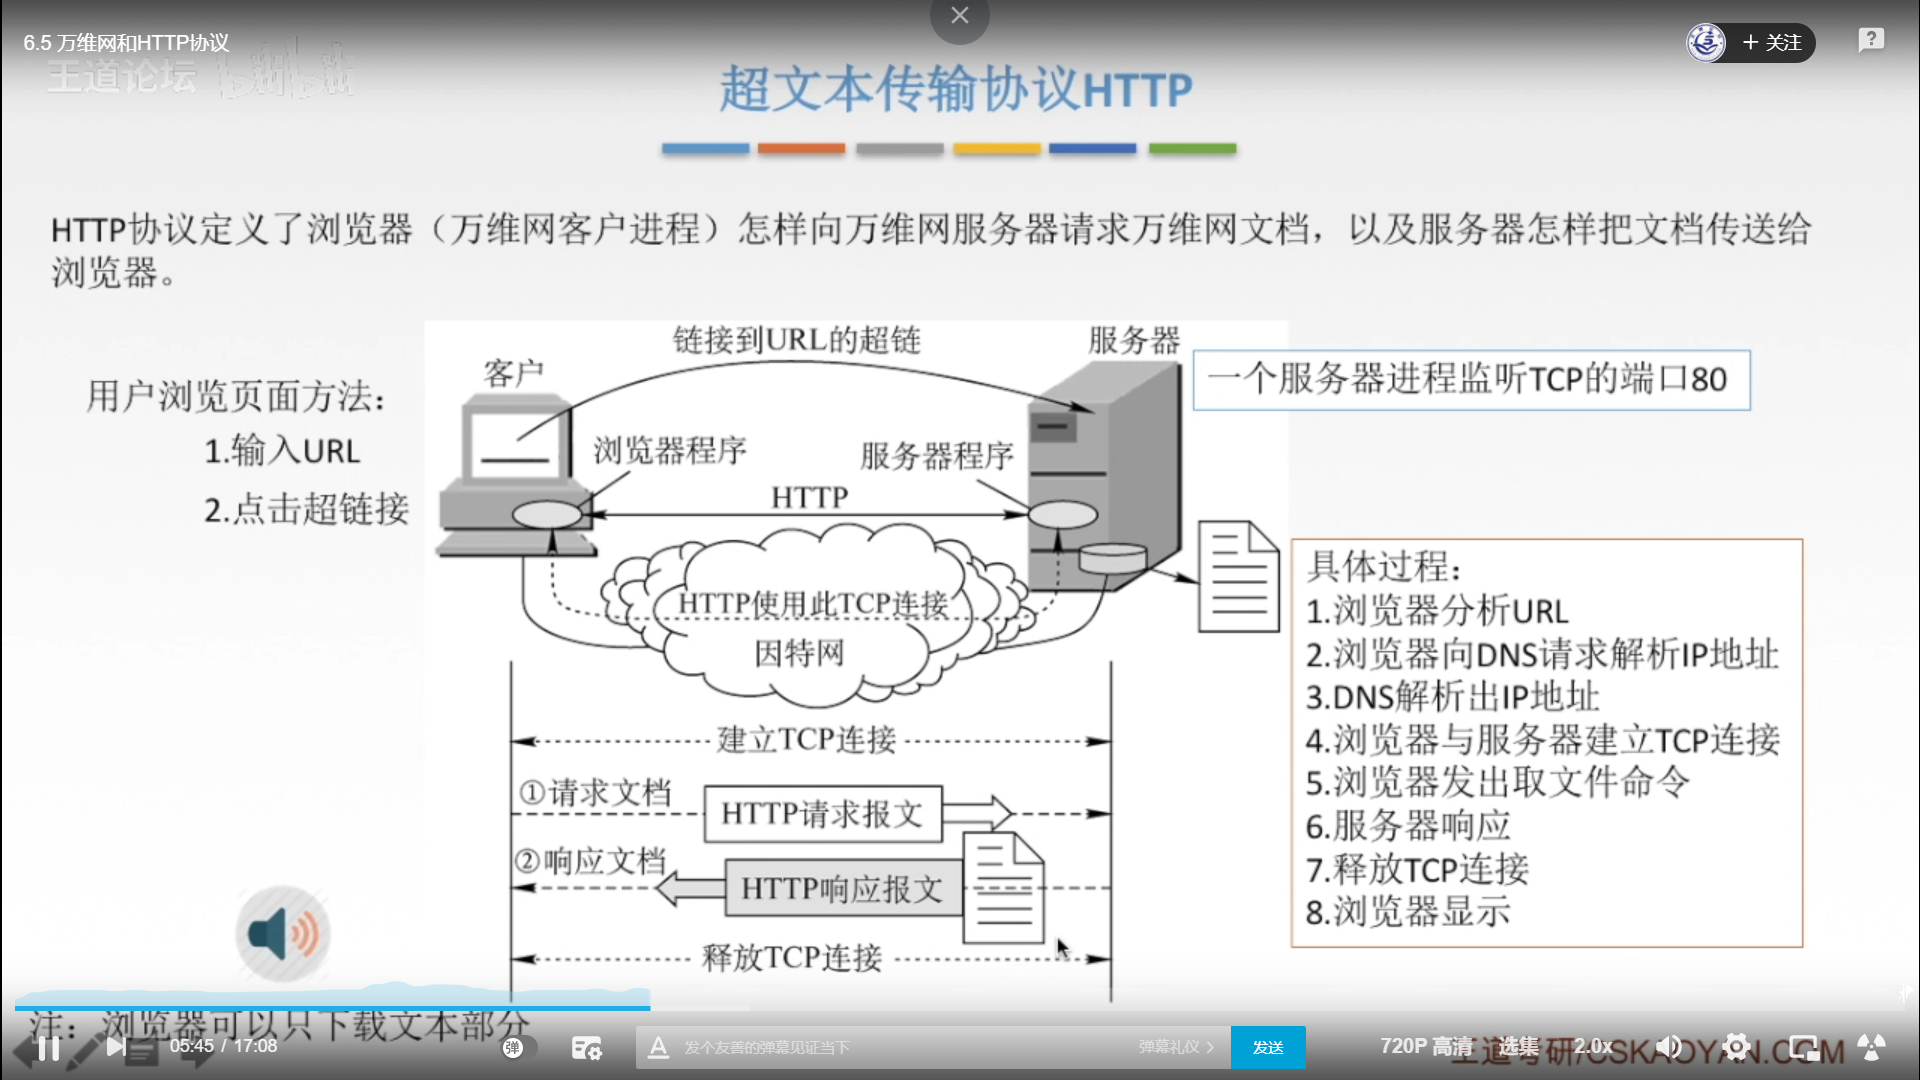 6.5 万维网和HTTP协议
王道论坛 bilibili
+ 关注
超文本传输协议HTTP
HTTP协议定义了浏览器（万维网客户进程）怎样向万维网服务器请求万维网文档，以及服务器怎样把文档传送给
浏览器。
用户浏览页面方法：
1.输入URL
2.点击超链接
链接到URL的超链
客户
服务器
浏览器程序
服务器程序
HTTP
HTTP使用此TCP连接
因特网
一个服务器进程监听TCP的端口80
建立TCP连接
①请求文档
HTTP请求报文
②响应文档
HTTP响应报文
释放TCP连接
具体过程：
1.浏览器分析URL
2.浏览器向DNS请求解析IP地址
3.DNS解析出IP地址
4.浏览器与服务器建立TCP连接
5.浏览器发出取文件命令
6.服务器响应
7.释放TCP连接
8.浏览器显示
注：浏览器可以只下载文本部分
05:45 / 17:08
弹
发个友善的弹幕见证当下
弹幕礼仪
发送
720P 高清
选集
2.0x
王道考研/CSKAOYAN.COM